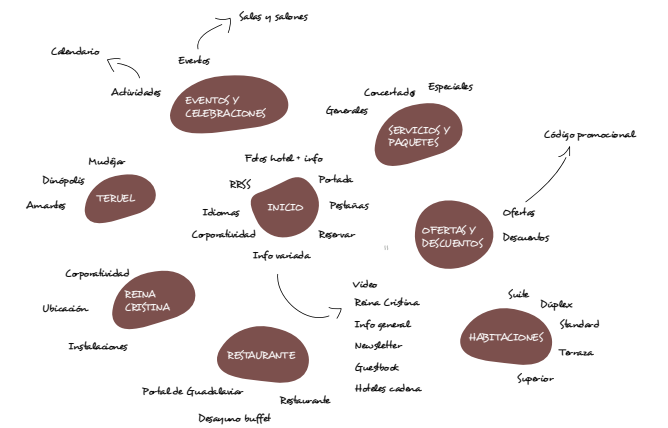 Salas y salones
Calendario
Eventos
Actividades
EVENTOS Y
CELEBRACIONES
Especiales
Concertados
Generales
SERVICIOS Y
PAQUETES
Código promocional
Mudéjar
Dinópolis
Amantes
TERUEL
Fotos hotel + info
RRSS
Portada
Idiomas
INICIO
Pestañas
Corporatividad
Reservar
Info variada
Ofertas
OFERTAS Y
DESCUENTOS
Descuentos
Corporatividad
Ubicación
REINA
CRISTINA
Instalaciones
Vídeo
Reina Cristina
Info general
Newsletter
Guestbook
Hoteles cadena
Suite
Dúplex
HABITACIONES
Standard
Terraza
Superior
RESTAURANTE
Portal de Guadalaviar
Restaurante
Desayuno buffet